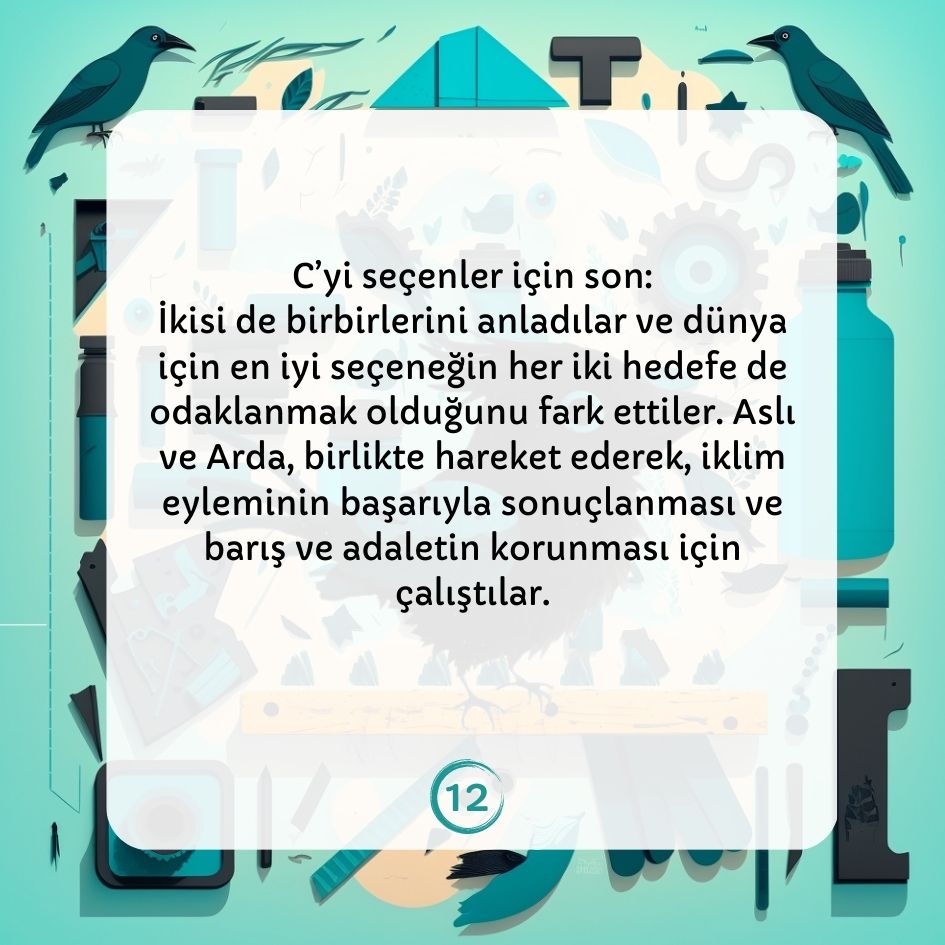 C’yi seçenler için son:
İkisi de birbirlerini anladılar ve dünya
için en iyi seçeneğin her iki hedefe de
odaklanmak olduğunu fark ettiler. Aslı
ve Arda, birlikte hareket ederek, iklim
eyleminin başarıyla sonuçlanması ve
barış ve adaletin korunması için
çalıştılar.
12